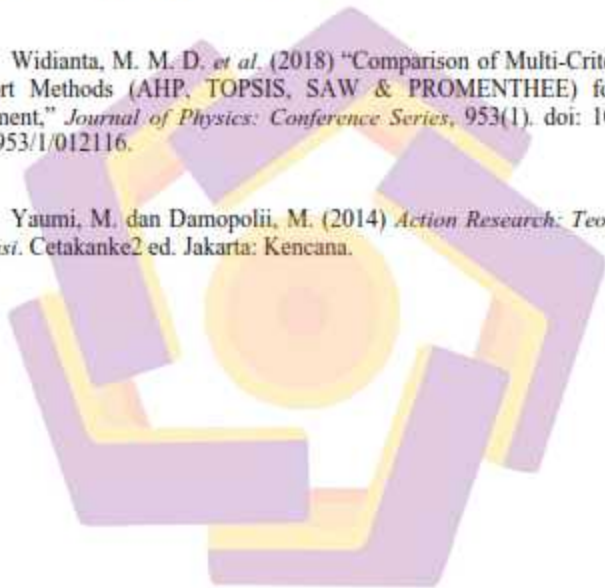 Widianta, M. M. D. et al. (2018) “Comparison of Multi-Crite
rt Methods (AHP, TOPSIS, SAW & PROMENTHEE) fo
ment,” Journal of Physics: Conference Series, 953(1). doi: 10
953/1/012116.
Yaumi, M. dan Damopolii, M. (2014) Action Research: Teo
si. Cetakanke2 ed. Jakarta: Kencana.